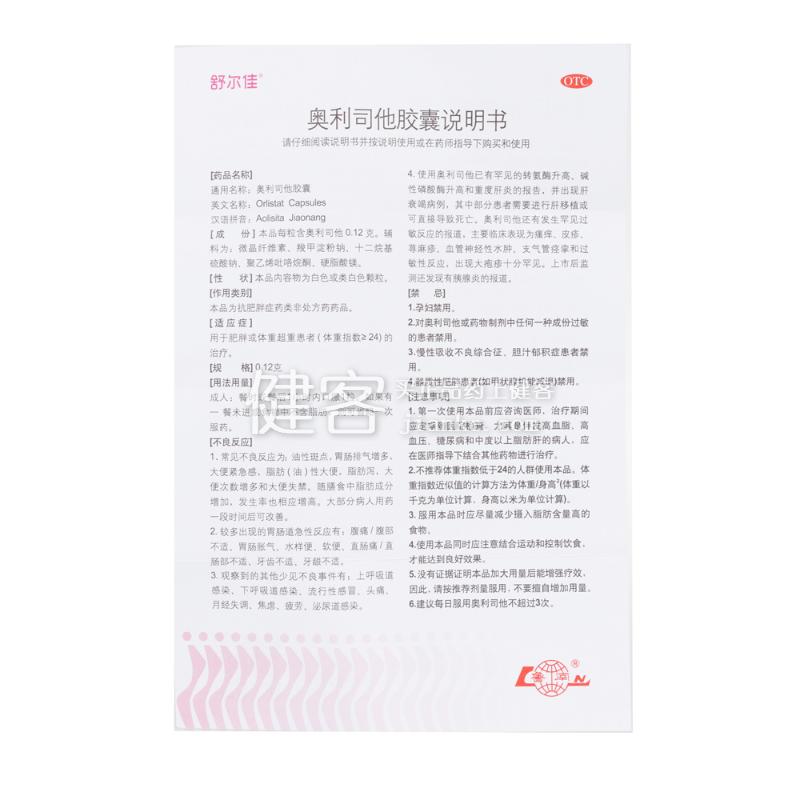 舒尔佳®
OTC
奥利司他胶囊说明书
请仔细阅读说明书并按说明使用或在药师指导下购买和使用
[药品名称]
通用名称：奥利司他胶囊
英文名称：Orlistat Capsules
汉语拼音：Aolisita Jiaonang
[成 份] 本品每粒含奥利司他 0.12 克。辅
料为：微晶纤维素、羧甲淀粉钠、十二烷基
硫酸钠、聚乙烯吡咯烷酮、硬脂酸镁。
[性 状] 本品内容物为白色或类白色颗粒。
[作用类别]
本品为抗肥胖症药类非处方药药品。
[适应症]
用于肥胖或体重超重患者（体重指数≥24）的
治疗。
[规 格] 0.12克
[用法用量]
成人：餐时或餐后
内口服1粒。如果有
一餐未进
脂肪
一次
服药。
[不良反应]
1. 常见不良反应为：油性斑点，胃肠排气增多，
大便紧急感，脂肪（油）性大便，脂肪泻，大
便次数增多和大便失禁。随膳食中脂肪成分
增加，发生率也相应增高。大部分病人用药
一段时间后可改善。
2. 较多出现的胃肠道急性反应有：腹痛 / 腹部
不适、胃肠胀气、水样便、软便、直肠痛 / 直
肠部不适、牙齿不适、牙龈不适。
3. 观察到的其他少见不良事件有：上呼吸道
感染、下呼吸道感染、流行性感冒、头痛、
月经失调、焦虑、疲劳、泌尿道感染。
4. 使用奥利司他已有罕见的转氨酶升高、碱
性磷酸酶升高和重度肝炎的报告，并出现肝
衰竭病例，其中部分患者需要进行肝移植或
可直接导致死亡。奥利司他还有发生罕见过
敏反应的报道。主要临床表现为瘙痒、皮疹、
荨麻疹、血管神经性水肿、支气管痉挛和过
敏性反应，出现大疱疹十分罕见。上市后监
测还发现有胰腺炎的报道。
[禁 忌]
1.孕妇禁用。
2.对奥利司他或药物制剂中任何一种成份过敏
的患者禁用。
3.慢性吸收不良综合征、胆汁郁积症患者禁
用。
4.器质性肥胖患者(如甲状腺机能减退)禁用。
[注意事项]
1. 第一次使用本品前应咨询医师，治疗期间
应定期到医院检查，尤其是伴发高血脂、高
血压、糖尿病和中度以上脂肪肝的病人，应
在医师指导下结合其他药物进行治疗。
2.不推荐体重指数低于24的人群使用本品。体
重指数近似值的计算方法为体重/身高²(体重以
千克为单位计算，身高以米为单位计算)。
3. 服用本品时应尽量减少摄入脂肪含量高的
食物。
4.使用本品同时应注意结合运动和控制饮食，
才能达到良好效果。
5.没有证据证明本品加大用量后能增强疗效，
因此，请按推荐剂量服用，不要擅自增加用量。
6.建议每日服用奥利司他不超过3次。
健客
买正品药上健客
鲁南